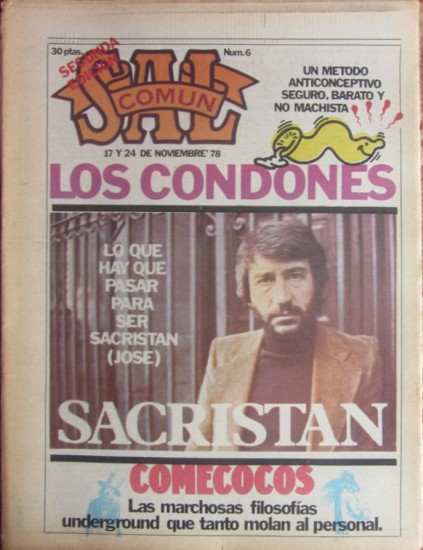 30 ptas.
SEGUNDA
EDICION
Num.6
SAL
COMUN
17 Y 24 DE NOVIEMBRE'78
UN METODO
ANTICONCEPTIVO
SEGURO, BARATO Y
NO MACHISTA
LOS CONDONES
LO QUE
HAY QUE
PASAR
PARA
SER
SACRISTAN
(JOSE)
SACRISTAN
COMECOCOS
Las marchosas filosofías
underground que tanto molan al personal.